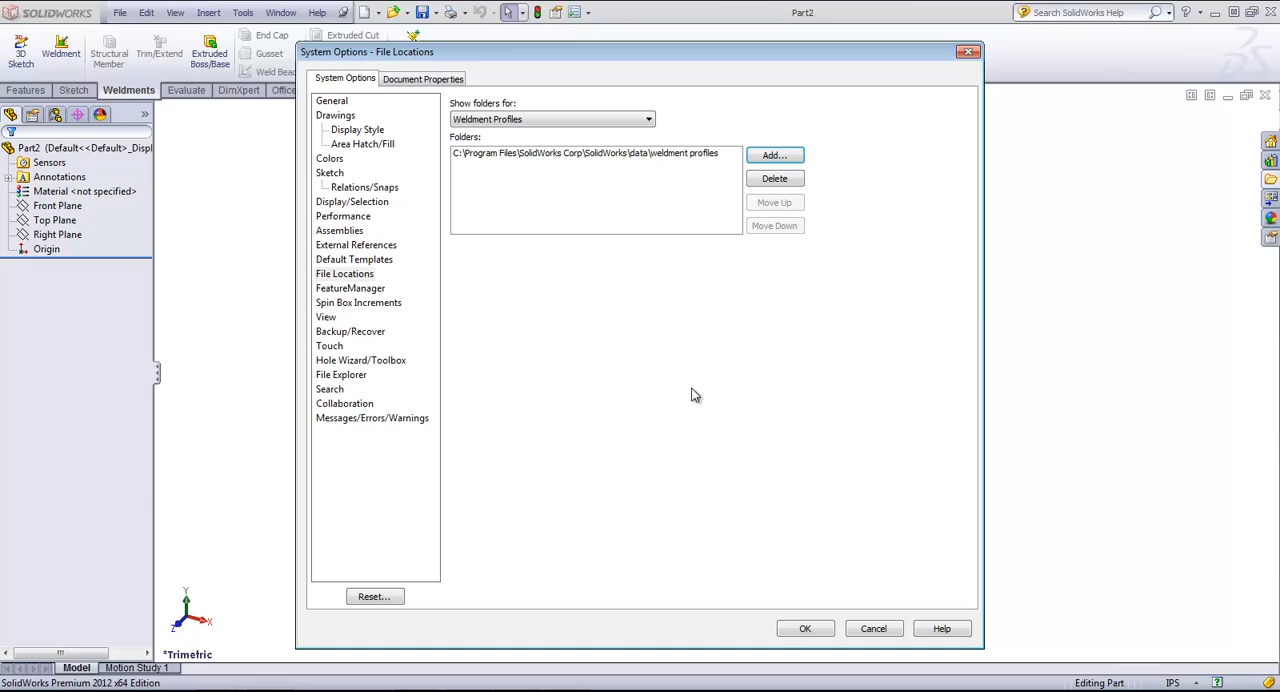 SOLIDWORKS File Edit View Insert Tools Window Help Part2 Search SolidWorks Help
3D Sketch Weldment Structural Member Trim/Extend Extruded Boss/Base End Cap Gusset Weld Bead Extruded Cut
Features Sketch Weldments Evaluate DimXpert Office
Part2 (Default<<Default>_Displ
Sensors
Annotations
Material <not specified>
Front Plane
Top Plane
Right Plane
Origin
System Options - File Locations
System Options Document Properties
General
Drawings
Display Style
Area Hatch/Fill
Colors
Sketch
Relations/Snaps
Display/Selection
Performance
Assemblies
External References
Default Templates
File Locations
FeatureManager
Spin Box Increments
View
Backup/Recover
Touch
Hole Wizard/Toolbox
File Explorer
Search
Collaboration
Messages/Errors/Warnings
Reset...
Show folders for:
Weldment Profiles
Folders:
C:\Program Files\SolidWorks Corp\SolidWorks\data\weldment profiles
Add...
Delete
Move Up
Move Down
OK Cancel Help
Y
X
Z
*Trimetric
Model Motion Study 1
SolidWorks Premium 2012 x64 Edition Editing Part IPS